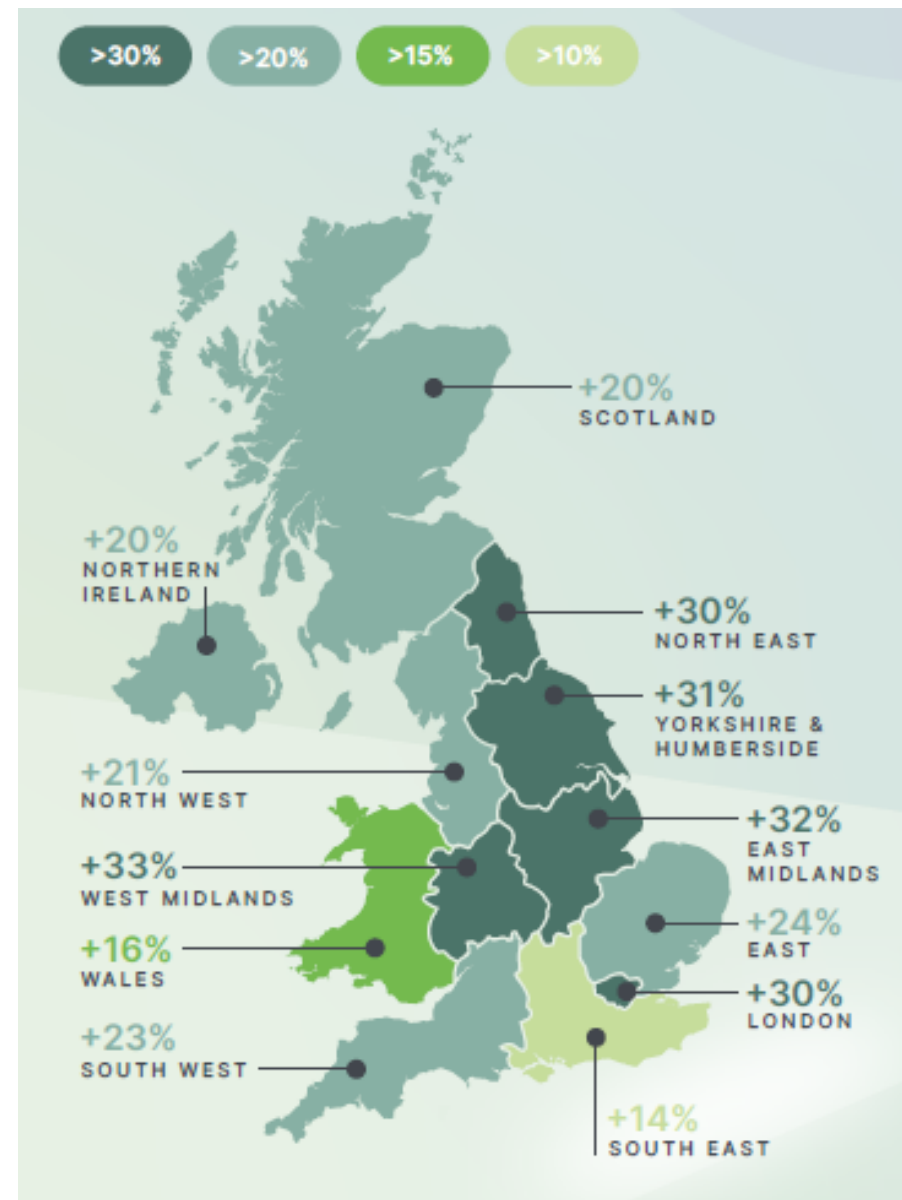 >30% >20% >15% >10%
+20%
SCOTLAND
+20%
NORTHERN
IRELAND
+30%
NORTH EAST
+31%
YORKSHIRE &
HUMBERSIDE
+21%
NORTH WEST
+32%
EAST
MIDLANDS
+33%
WEST MIDLANDS
+24%
EAST
+16%
WALES
+30%
LONDON
+23%
SOUTH WEST
+14%
SOUTH EAST